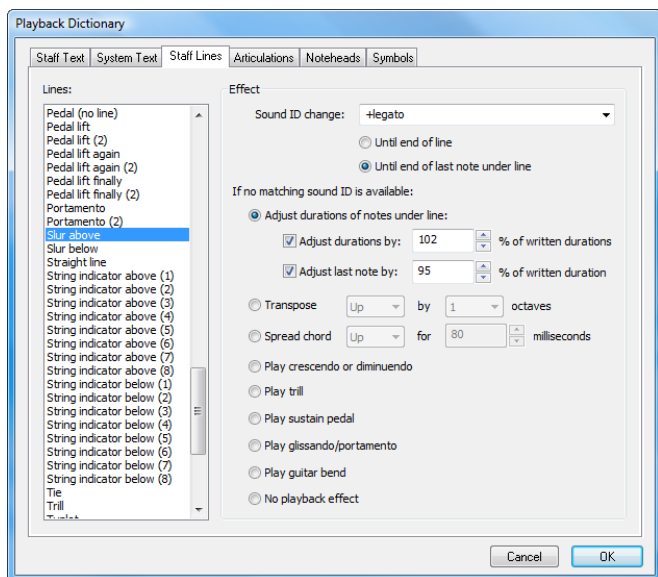 Playback Dictionary
Staff Text System Text Staff Lines Articulations Noteheads Symbols
Lines:
Pedal (no line)
Pedal lift
Pedal lift (2)
Pedal lift again
Pedal lift again (2)
Pedal lift finally
Pedal lift finally (2)
Portamento
Portamento (2)
Slur above
Slur below
Straight line
String indicator above (1)
String indicator above (2)
String indicator above (3)
String indicator above (4)
String indicator above (5)
String indicator above (6)
String indicator above (7)
String indicator above (8)
String indicator below (1)
String indicator below (2)
String indicator below (3)
String indicator below (4)
String indicator below (5)
String indicator below (6)
String indicator below (7)
String indicator below (8)
Tie
Trill
Tuplet
Effect
Sound ID change: +legato
Until end of line
Until end of last note under line
If no matching sound ID is available:
Adjust durations of notes under line:
Adjust durations by: 102 % of written durations
Adjust last note by: 95 % of written duration
Transpose Up by 1 octaves
Spread chord Up for 80 milliseconds
Play crescendo or diminuendo
Play trill
Play sustain pedal
Play glissando/portamento
Play guitar bend
No playback effect
Cancel OK